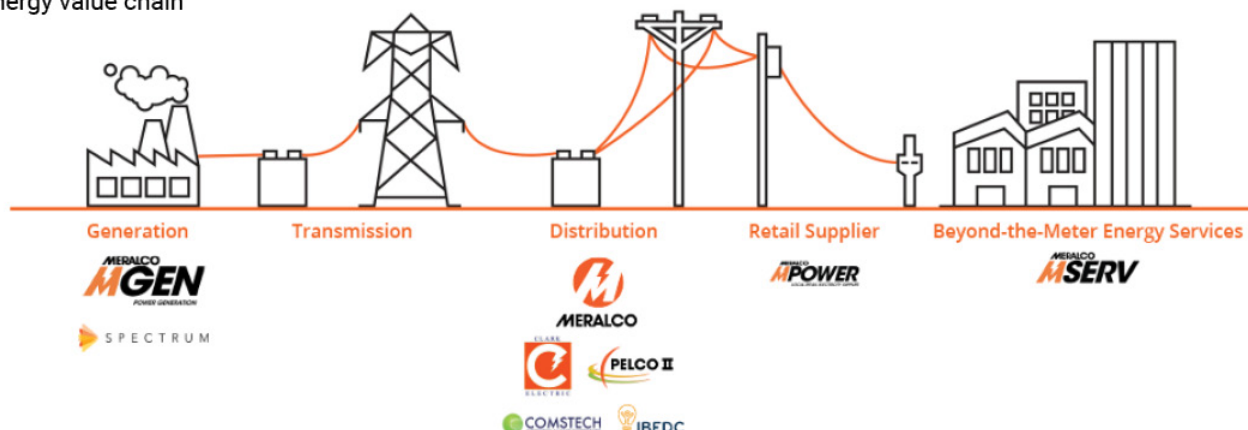 energy value chain
Generation
Transmission
Distribution
Retail Supplier
Beyond-the-Meter Energy Services
MERALCO
MGEN
POWER GENERATION
SPECTRUM
MERALCO
CLARK
ELECTRIC
PELCO II
COMSTECH
IBEDC
MERALCO
MPOWER
MERALCO
MSERV